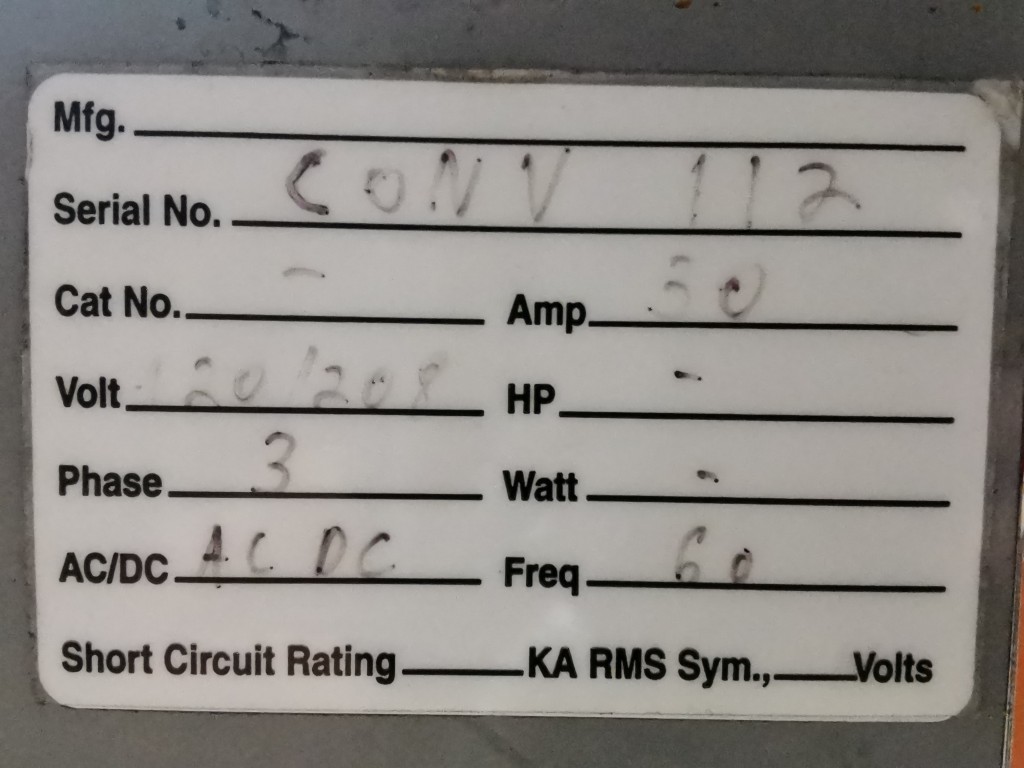 Mfg.
Serial No. CONV 112
Cat No. - Amp 30
Volt 120/208 HP -
Phase 3 Watt -
AC/DC AC DC Freq 60
Short Circuit Rating KA RMS Sym., Volts